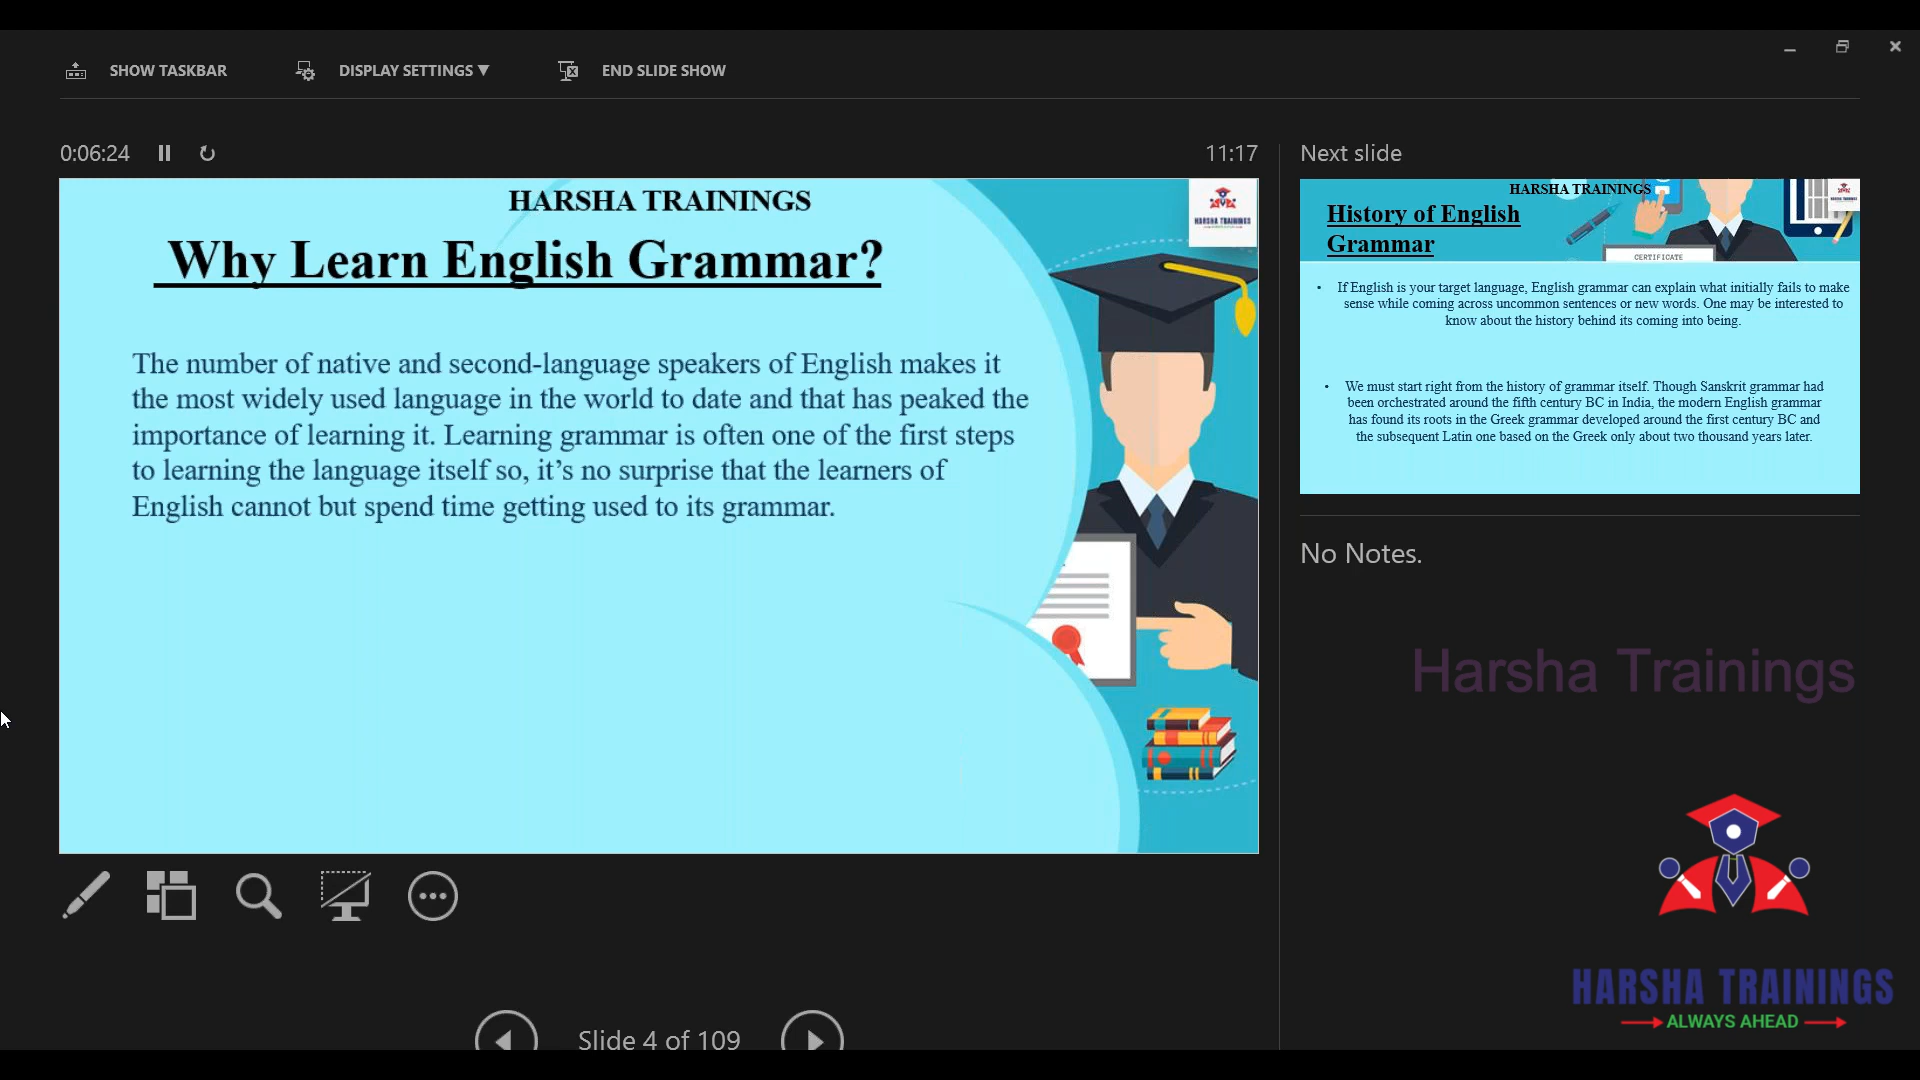 SHOW TASKBAR
DISPLAY SETTINGS ▼
END SLIDE SHOW
0:06:24
11:17
Next slide
HARSHA TRAININGS
Why Learn English Grammar?
HARSHA TRAININGS
The number of native and second-language speakers of English makes it
the most widely used language in the world to date and that has peaked the
importance of learning it. Learning grammar is often one of the first steps
to learning the language itself so, it’s no surprise that the learners of
English cannot but spend time getting used to its grammar.
HARSHA TRAININGS
History of English
Grammar
CERTIFICATE
• If English is your target language, English grammar can explain what initially fails to make
sense while coming across uncommon sentences or new words. One may be interested to
know about the history behind its coming into being.
• We must start right from the history of grammar itself. Though Sanskrit grammar had
been orchestrated around the fifth century BC in India, the modern English grammar
has found its roots in the Greek grammar developed around the first century BC and
the subsequent Latin one based on the Greek only about two thousand years later.
No Notes.
Harsha Trainings
HARSHA TRAININGS
ALWAYS AHEAD
Slide 4 of 109